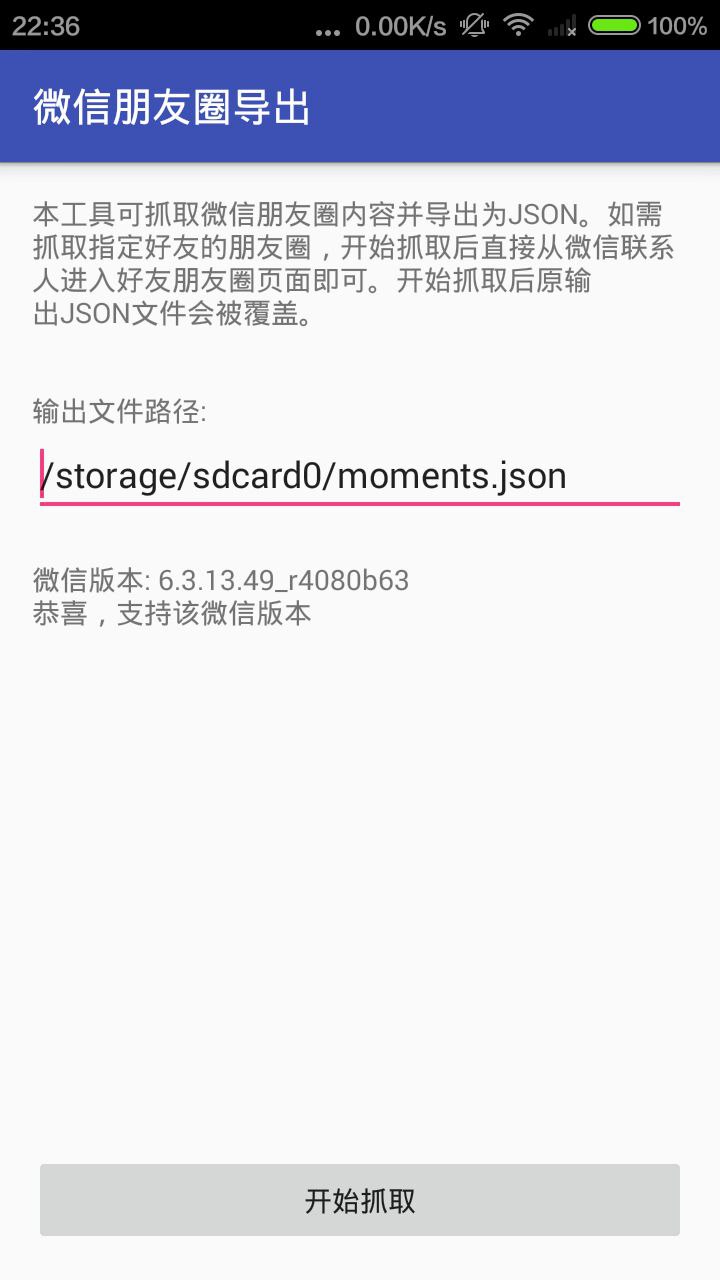 22:36 ... 0.00K/s 100%
微信朋友圈导出
本工具可抓取微信朋友圈内容并导出为JSON。如需
抓取指定好友的朋友圈，开始抓取后直接从微信联系
人进入好友朋友圈页面即可。开始抓取后原输
出JSON文件会被覆盖。
输出文件路径:
/storage/sdcard0/moments.json
微信版本: 6.3.13.49_r4080b63
恭喜，支持该微信版本
开始抓取